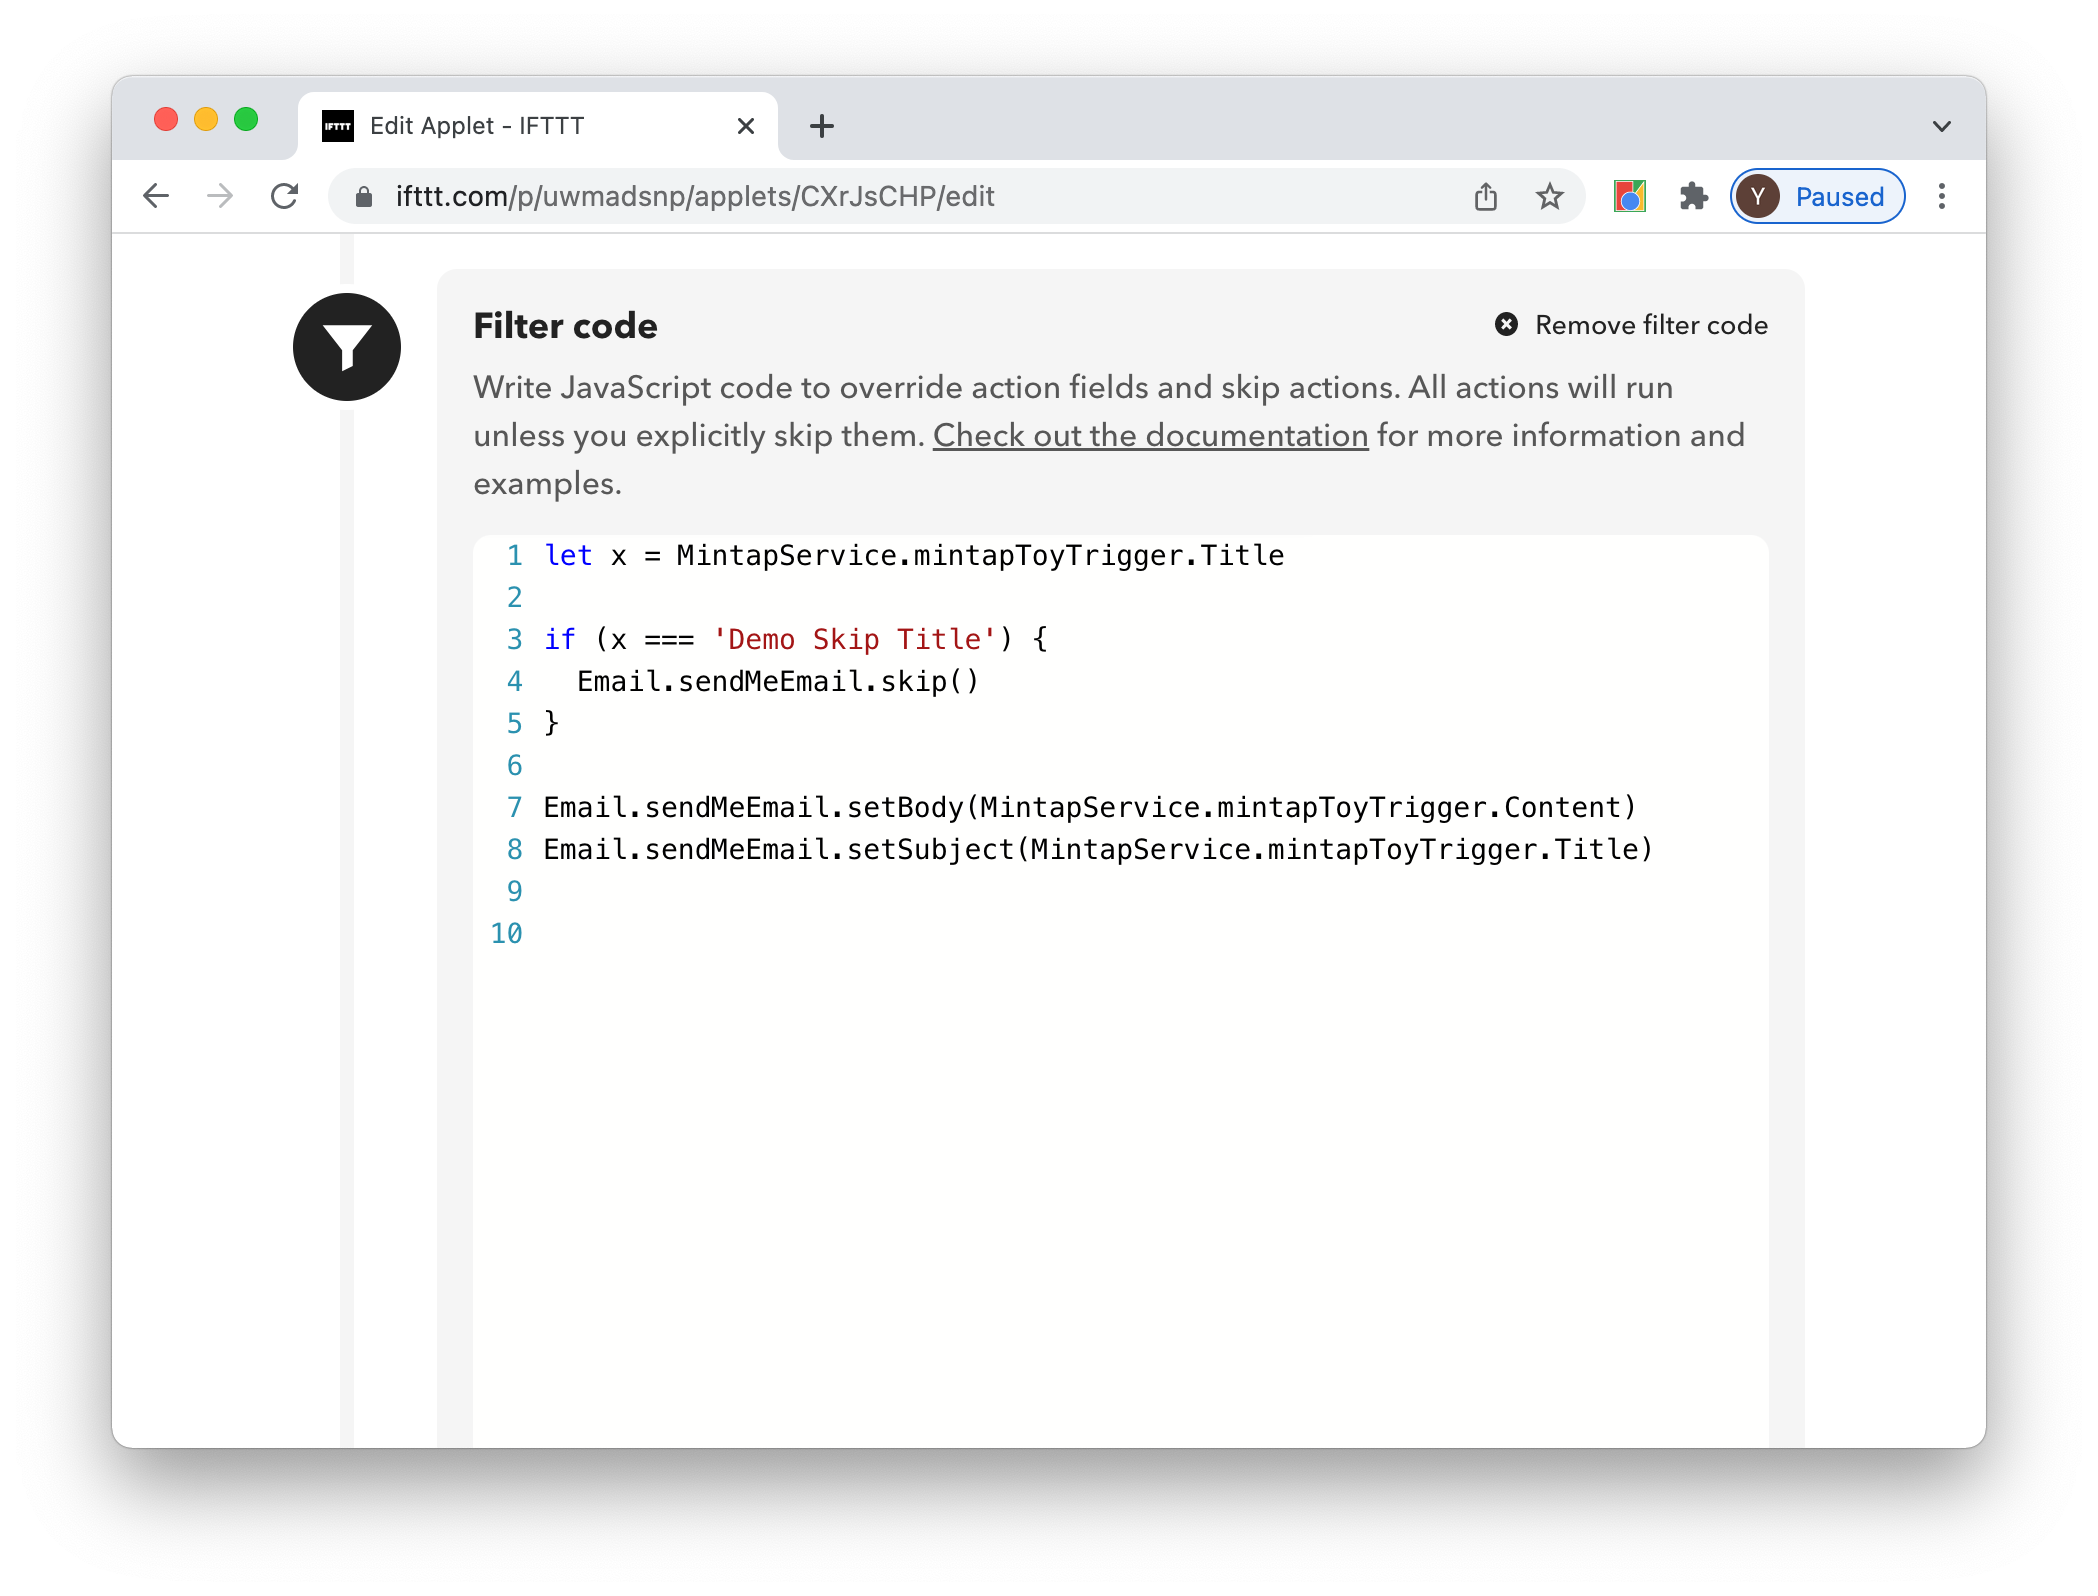 IFTTT Edit Applet - IFTTT
ifttt.com/p/uwmadsnp/applets/CXrJsCHP/edit
Y Paused
Filter code
Remove filter code
Write JavaScript code to override action fields and skip actions. All actions will run
unless you explicitly skip them. Check out the documentation for more information and
examples.
1 let x = MintapService.mintapToyTrigger.Title
2
3 if (x === 'Demo Skip Title') {
4   Email.sendMeEmail.skip()
5 }
6
7 Email.sendMeEmail.setBody(MintapService.mintapToyTrigger.Content)
8 Email.sendMeEmail.setSubject(MintapService.mintapToyTrigger.Title)
9
10